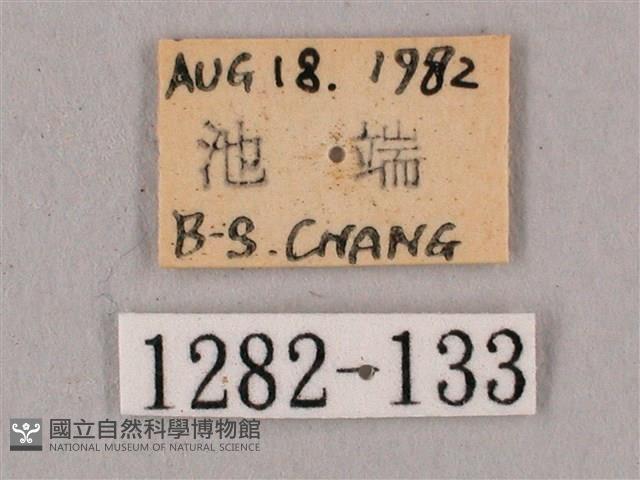 AUG 18. 1982
池 端
B-S. CHANG
1282-133
國立自然科學博物館
NATIONAL MUSEUM OF NATURAL SCIENCE